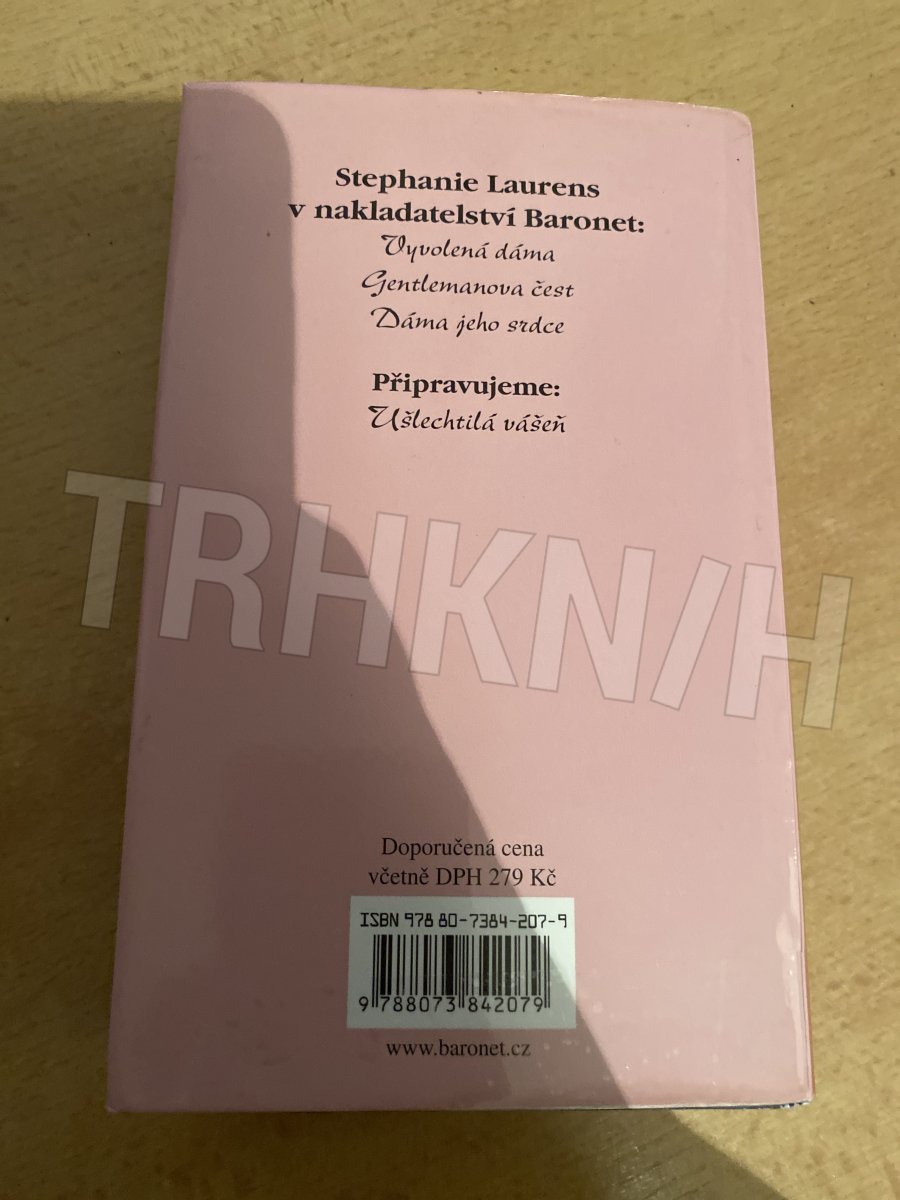 Stephanie Laurens
v nakladatelství Baronet:
Vyvolená dáma
Gentlemanova čest
Dáma jeho srdce
Připravujeme:
Ušlechtilá vášeň
TRHKN/H
Doporučená cena
včetně DPH 279 Kč
ISBN 978 80-7384-207-9
9 788073 842079
www.baronet.cz